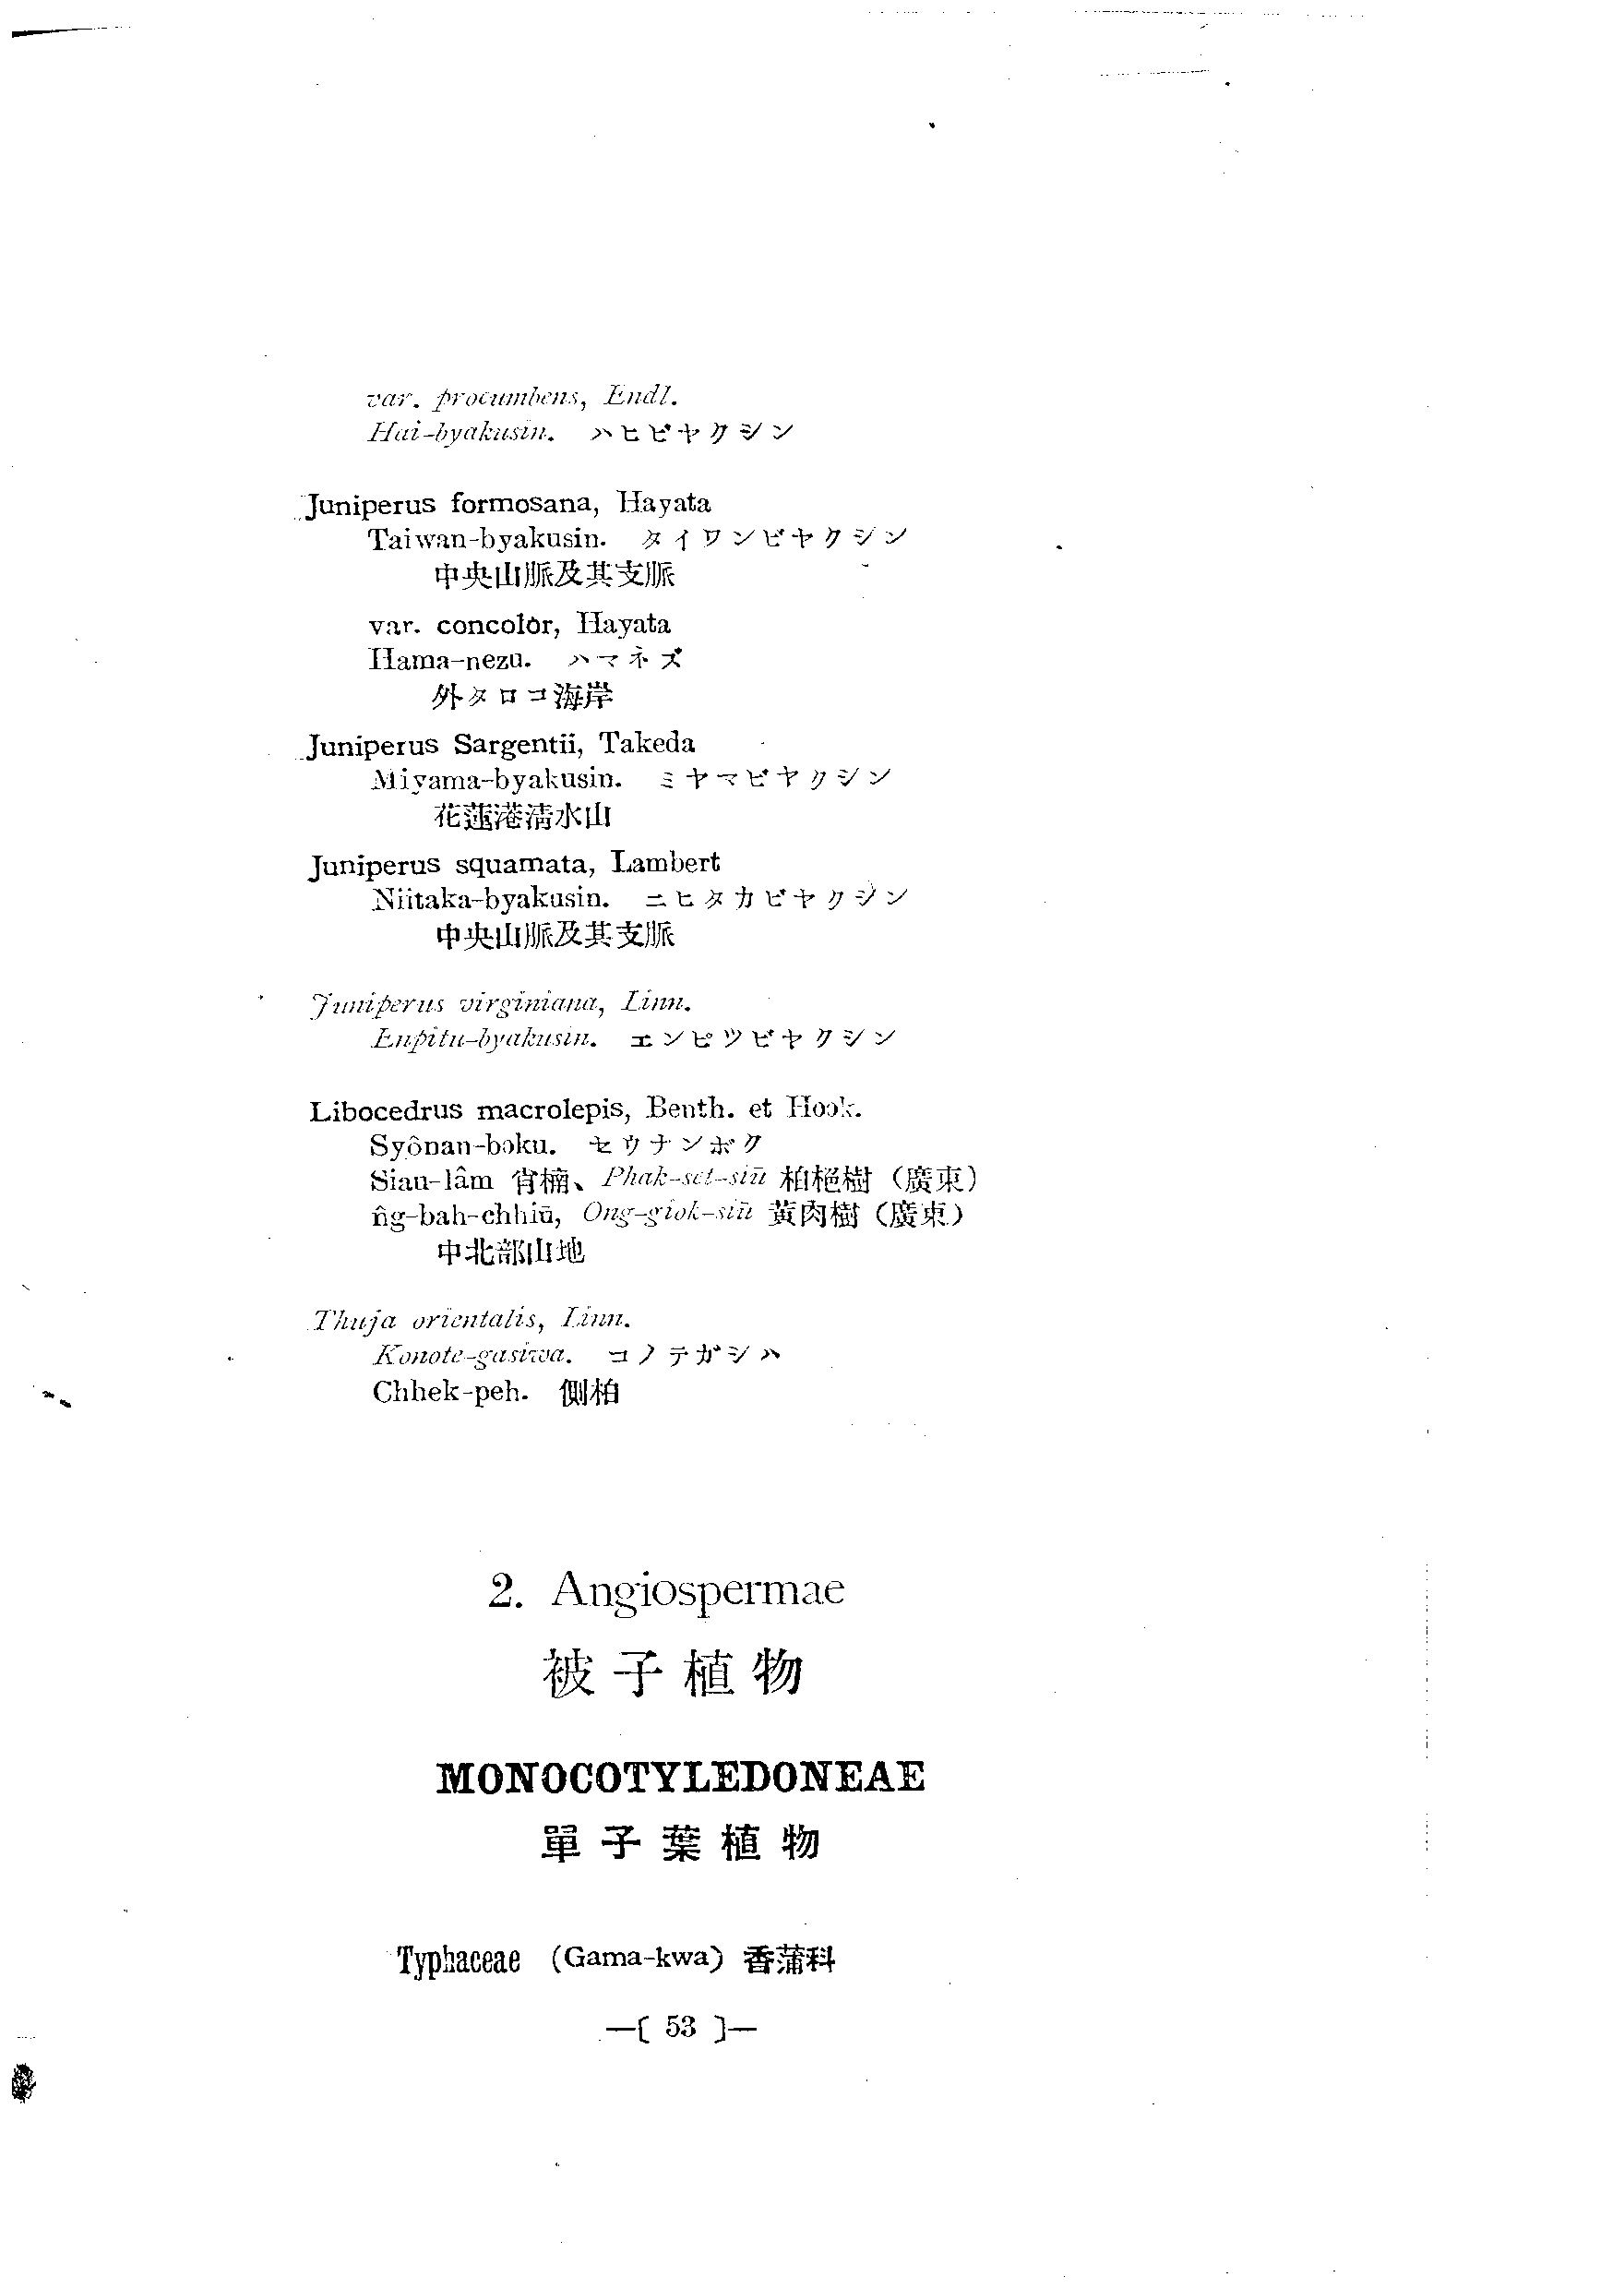 var. procumbens, Endl.
Hai-byakusin. ハヒビヤクシン
Juniperus formosana, Hayata
Taiwan-byakusin. タイワンビヤクシン
中央山脈及其支脈
var. concolor, Hayata
Hama-nezu. ハマネズ
外タロコ海岸
Juniperus Sargentii, Takeda
Miyama-byakusin. ミヤマビヤクシン
花蓮港清水山
Juniperus squamata, Lambert
Niitaka-byakusin. ニヒタカビヤクシン
中央山脈及其支脈
Juniperus virginiana, Linn.
Enpitu-byakusin. エンピツビヤクシン
Libocedrus macrolepis, Benth. et Hook.
Syônan-boku. セウナンボク
Siau-lâm 肖楠、Phak-set-siū 柏梔樹 (廣東)
n̂g-bah-chhiū, Ong-giok-siū 黃肉樹 (廣東)
中北部山地
Thuja orientalis, Linn.
Konote-gasiwa. コノテガシハ
Chhek-peh. 側柏
2. Angiospermae
被子植物
MONOCOTYLEDONEAE
單子葉植物
Typhaceae (Gama-kwa) 香蒲科
—[ 53 ]—